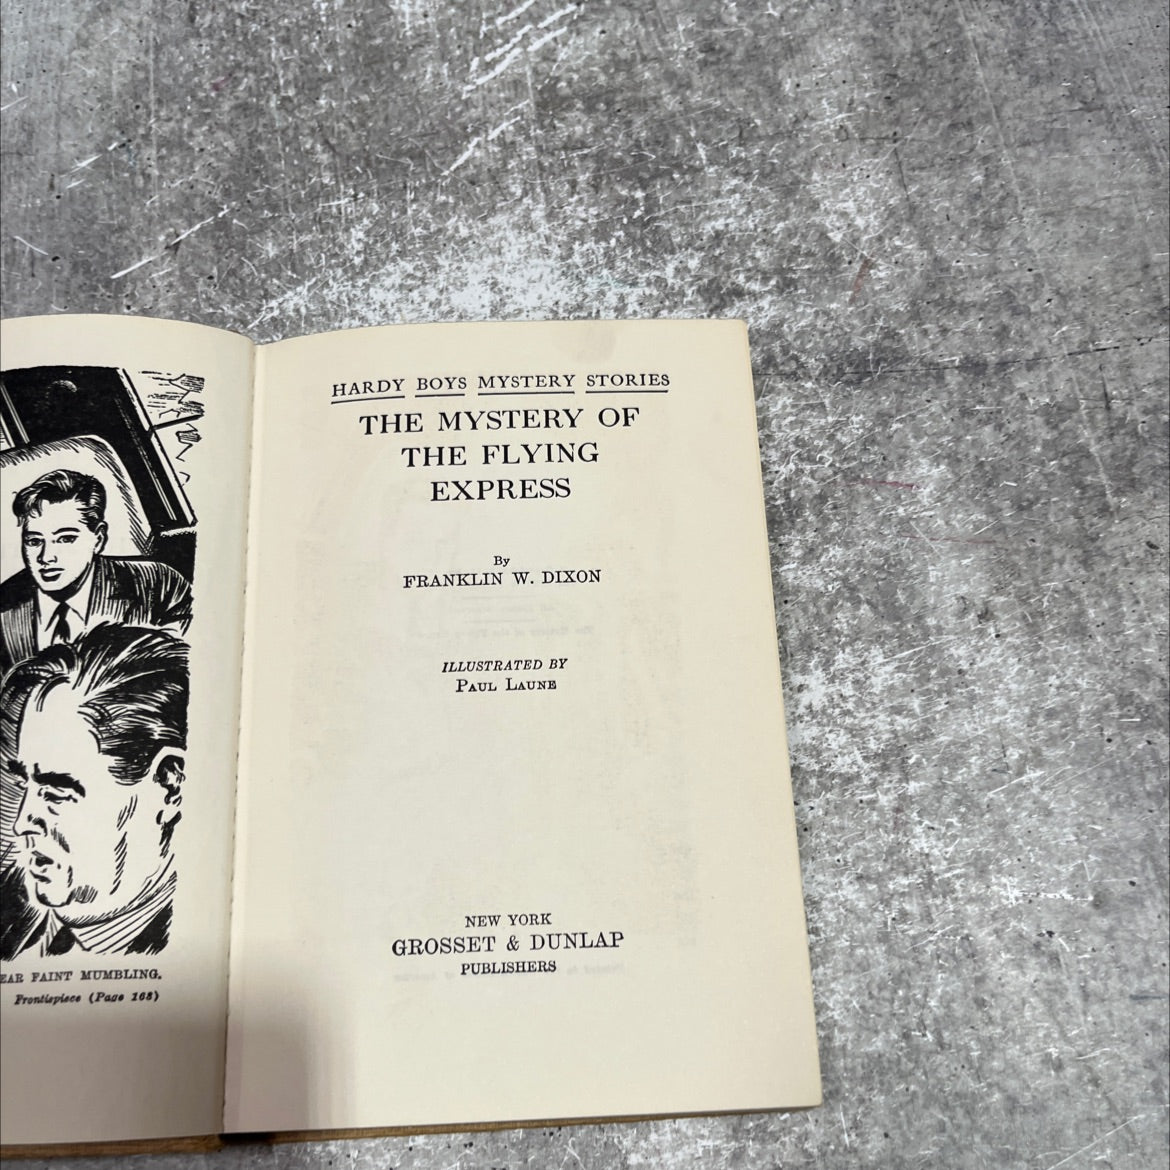 FAINT MUMBLING.
Frontispiece (Page 168)
HARDY BOYS MYSTERY STORIES
THE MYSTERY OF
THE FLYING
EXPRESS
By
FRANKLIN W. DIXON
ILLUSTRATED BY
PAUL LAUNE
NEW YORK
GROSSET & DUNLAP
PUBLISHERS